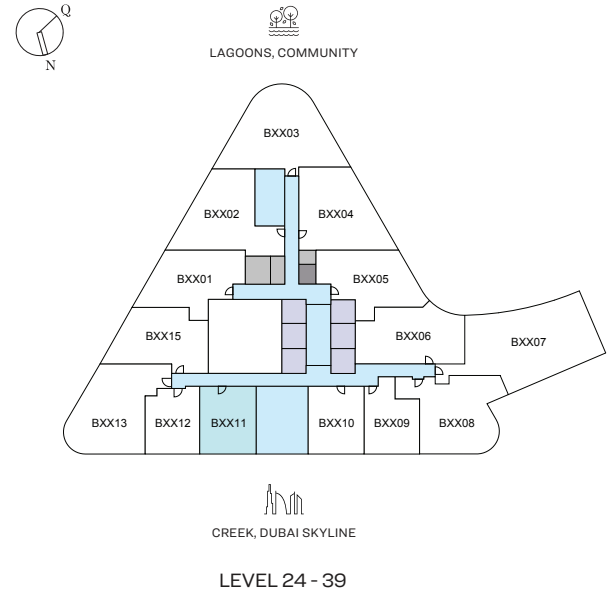 Q
N
LAGOONS, COMMUNITY
BXX03
BXX02
BXX04
BXX01
BXX05
BXX15
BXX06
BXX07
BXX13
BXX12
BXX11
BXX10
BXX09
BXX08
CREEK, DUBAI SKYLINE
LEVEL 24 - 39